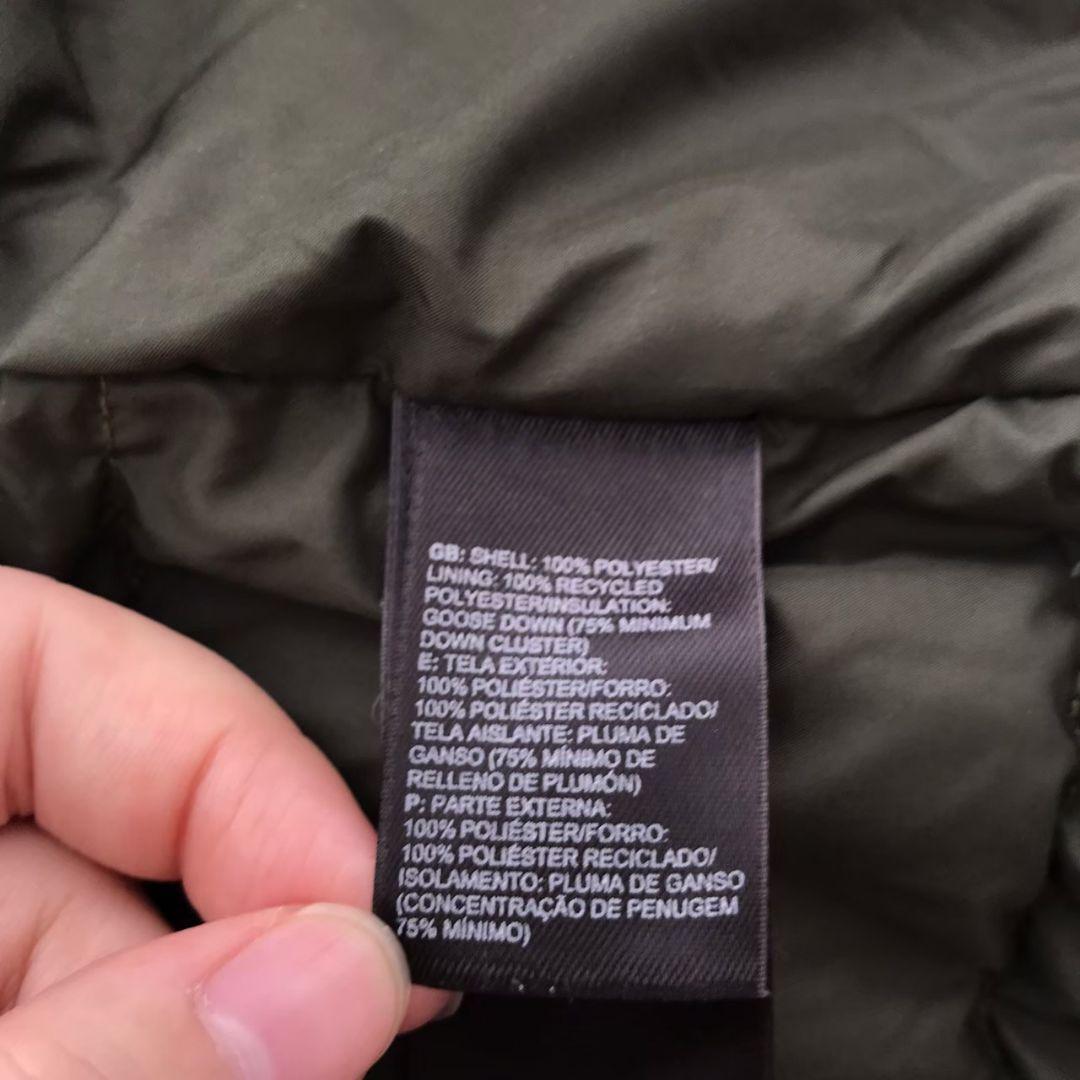 GB: SHELL: 100% POLYESTER/
LINING: 100% RECYCLED
POLYESTER/INSULATION:
GOOSE DOWN (75% MINIMUM
DOWN CLUSTER)
E: TELA EXTERIOR:
100% POLIÉSTER/FORRO:
100% POLIÉSTER RECICLADO/
TELA AISLANTE: PLUMA DE
GANSO (75% MÍNIMO DE
RELLENO DE PLUMÓN)
P: PARTE EXTERNA:
100% POLIÉSTER/FORRO:
100% POLIÉSTER RECICLADO/
ISOLAMENTO: PLUMA DE GANSO
(CONCENTRAÇÃO DE PENUGEM
75% MÍNIMO)